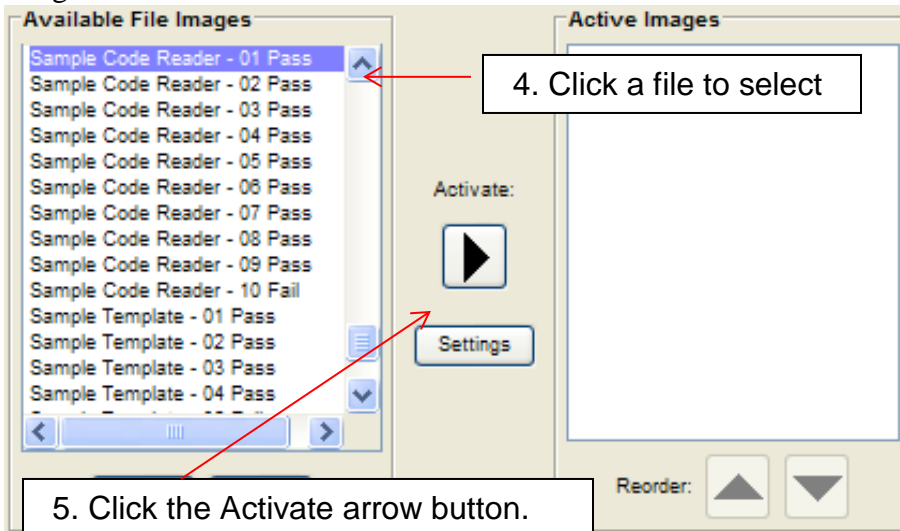 Available File Images
Active Images
Sample Code Reader - 01 Pass
Sample Code Reader - 02 Pass
Sample Code Reader - 03 Pass
Sample Code Reader - 04 Pass
Sample Code Reader - 05 Pass
Sample Code Reader - 06 Pass
Sample Code Reader - 07 Pass
Sample Code Reader - 08 Pass
Sample Code Reader - 09 Pass
Sample Code Reader - 10 Fail
Sample Template - 01 Pass
Sample Template - 02 Pass
Sample Template - 03 Pass
Sample Template - 04 Pass
4. Click a file to select
Activate:
Settings
Reorder:
5. Click the Activate arrow button.